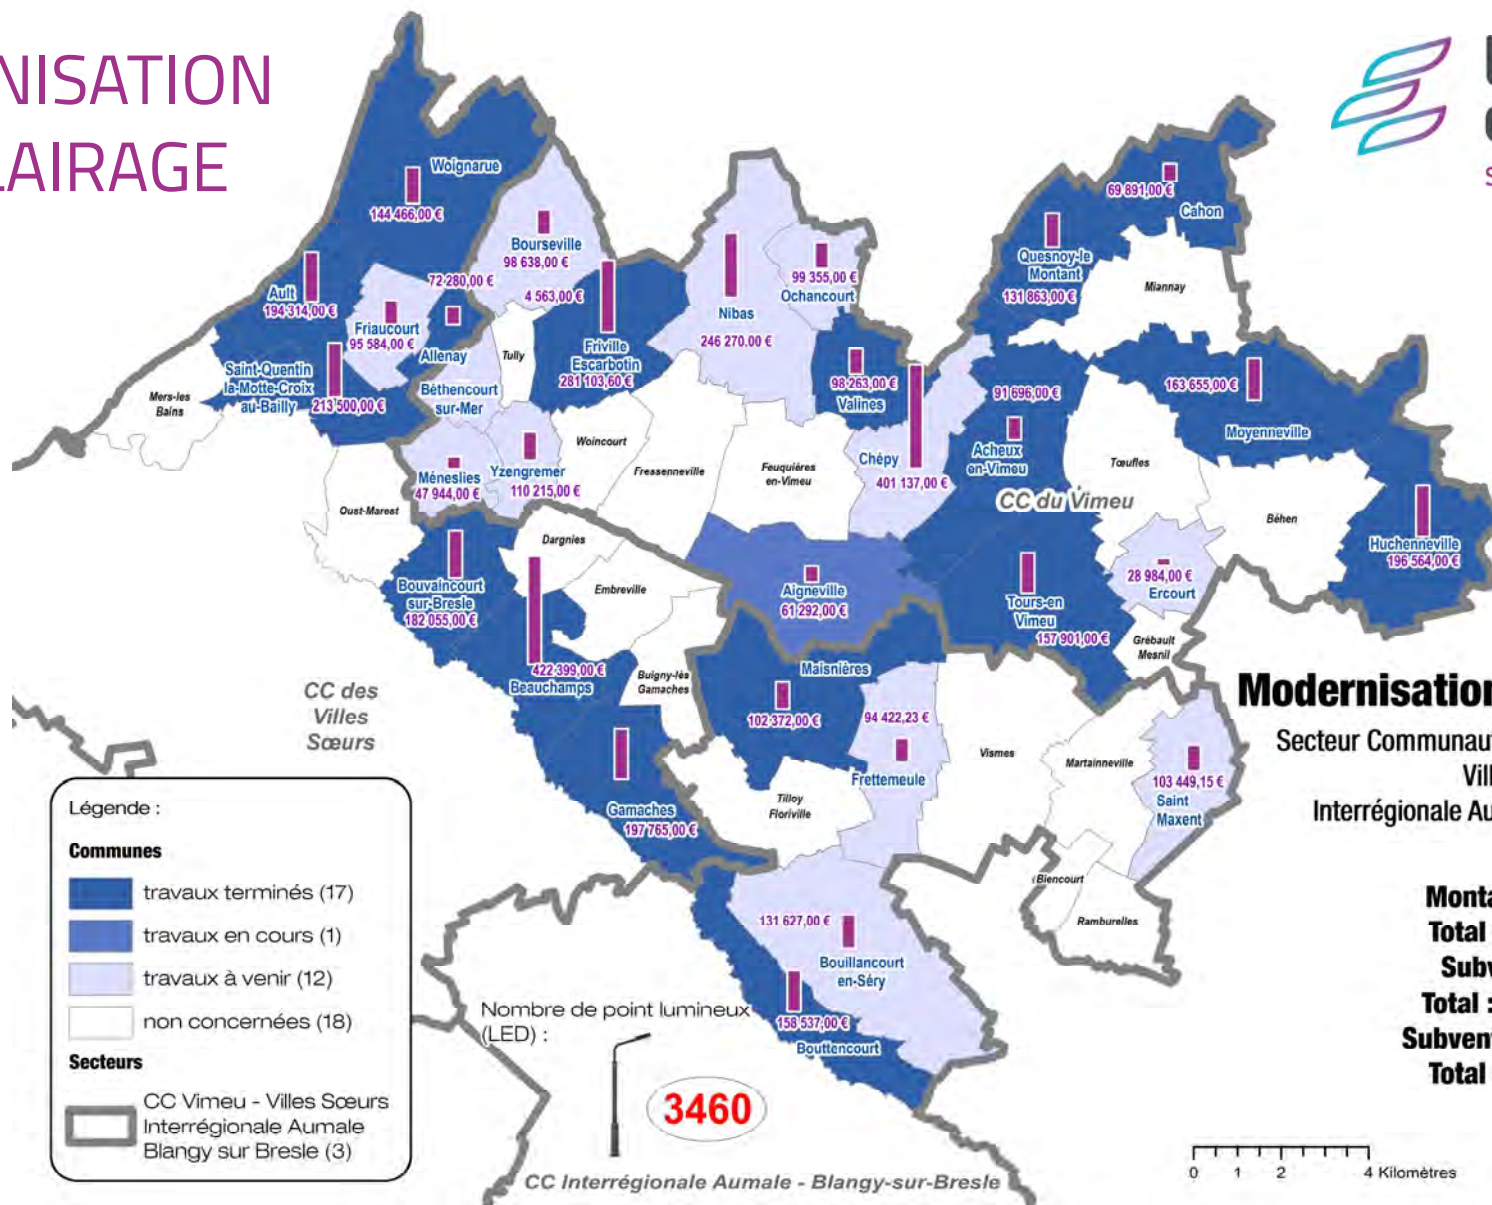 NISATION
LAIRAGE
Woignarue
144 466,00 €
Bourseville
98 638,00 €
4 563,00 €
72 280,00 €
Ault
194 314,00 €
Friaucourt
95 584,00 €
Allenay
Saint-Quentin
la-Motte-Croix
au-Bailly
213 500,00 €
Mers-les
Bains
Béthencourt
sur-Mer
Tully
Friville
Escarbotin
281 103,60 €
Nibas
246 270.00 €
99 355,00 €
Ochancourt
98 263,00 €
Valines
69 891,00 €
Cahon
Quesnoy-le
Montant
131 863,00 €
Miannay
163 655,00 €
Moyenneville
91 696,00 €
Acheux
en-Vimeu
CC du Vimeu
Chépy
401 137,00 €
Tœufles
Béhen
Huchenneville
196 564,00 €
28 984,00 €
Ercourt
Grébault
Mesnil
Tours-en
Vimeu
157 901,00 €
Woincourt
Fressenneville
Feuquières
en-Vimeu
Méneslies
47 944,00 €
Yzengremer
110 215,00 €
Oust-Marest
Dargnies
Embreville
Bouvaincourt
sur-Bresle
182 055,00 €
422 399,00 €
Beauchamps
Buigny-lès
Gamaches
Aigneville
61 292,00 €
Maisnières
102 372,00 €
94 422,23 €
Frettemeule
Vismes
Martainneville
103 449,15 €
Saint
Maxent
CC des
Villes
Sœurs
Gamaches
197 765,00 €
Tilloy
Floriville
Biencourt
Ramburelles
131 627,00 €
Bouillancourt
en-Séry
158 537,00 €
Bouttencourt
Modernisation
Secteur Communaut
Vill
Interrégionale Au
Monta
Total
Subv
Total :
Subven
Total
Légende :
Communes
travaux terminés (17)
travaux en cours (1)
travaux à venir (12)
non concernées (18)
Secteurs
CC Vimeu - Villes Sœurs
Interrégionale Aumale
Blangy sur Bresle (3)
Nombre de point lumineux
(LED) :
3460
CC Interrégionale Aumale - Blangy-sur-Bresle
0 1 2 4 Kilomètres